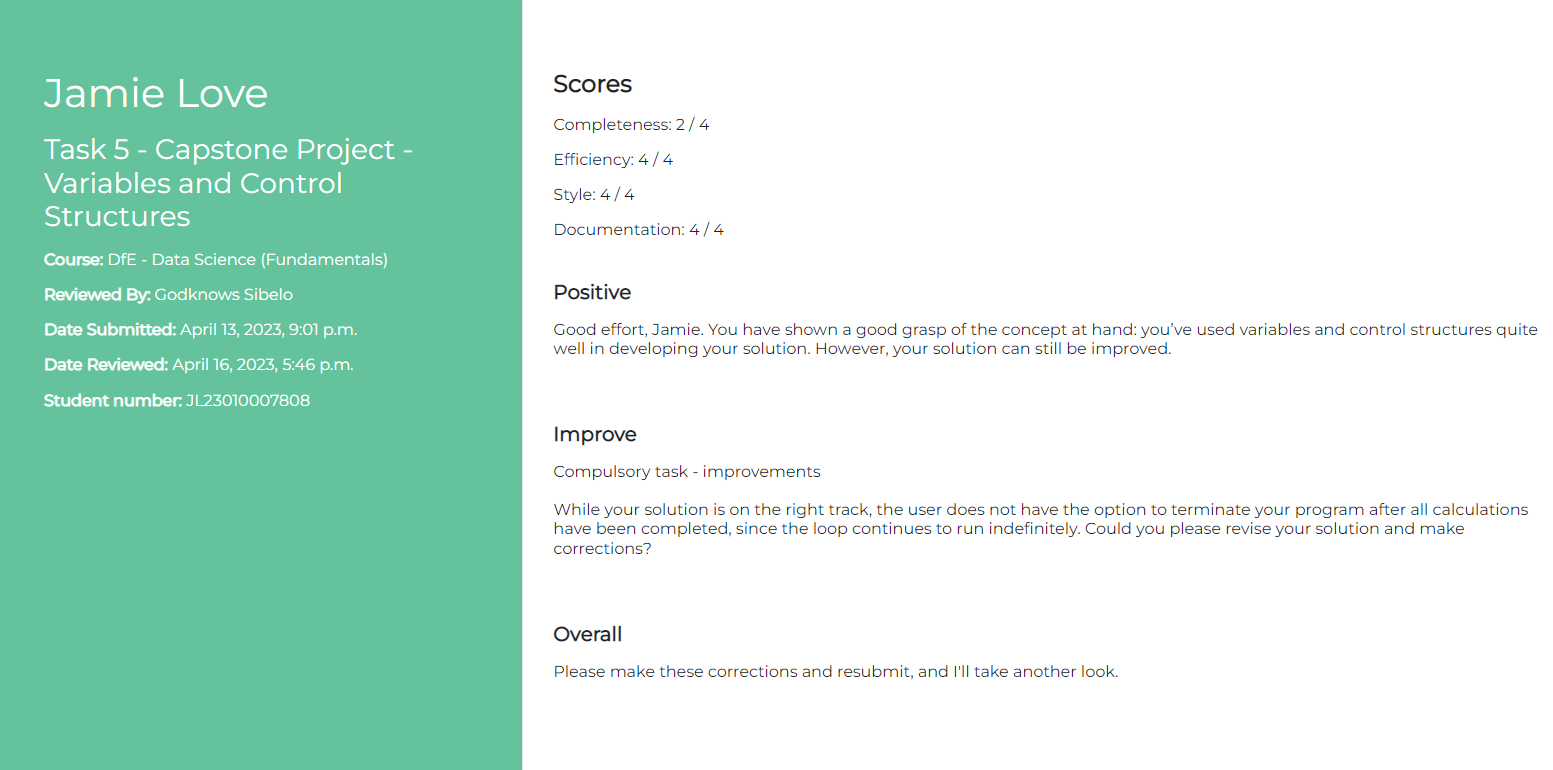 Jamie Love
Task 5 - Capstone Project -
Variables and Control
Structures
Course: DfE - Data Science (Fundamentals)
Reviewed By: Godknows Sibelo
Date Submitted: April 13, 2023, 9:01 p.m.
Date Reviewed: April 16, 2023, 5:46 p.m.
Student number: JL23010007808
Scores
Completeness: 2 / 4
Efficiency: 4 / 4
Style: 4 / 4
Documentation: 4 / 4
Positive
Good effort, Jamie. You have shown a good grasp of the concept at hand: you’ve used variables and control structures quite
well in developing your solution. However, your solution can still be improved.
Improve
Compulsory task - improvements
While your solution is on the right track, the user does not have the option to terminate your program after all calculations
have been completed, since the loop continues to run indefinitely. Could you please revise your solution and make
corrections?
Overall
Please make these corrections and resubmit, and I'll take another look.